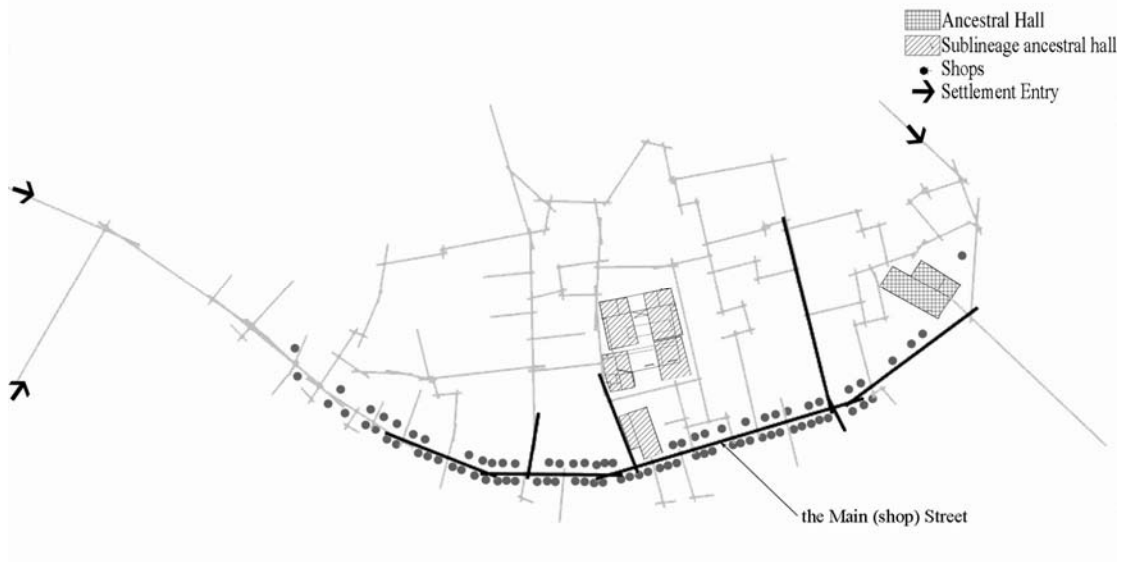 Ancestral Hall
Sublineage ancestral hall
Shops
Settlement Entry
the Main (shop) Street